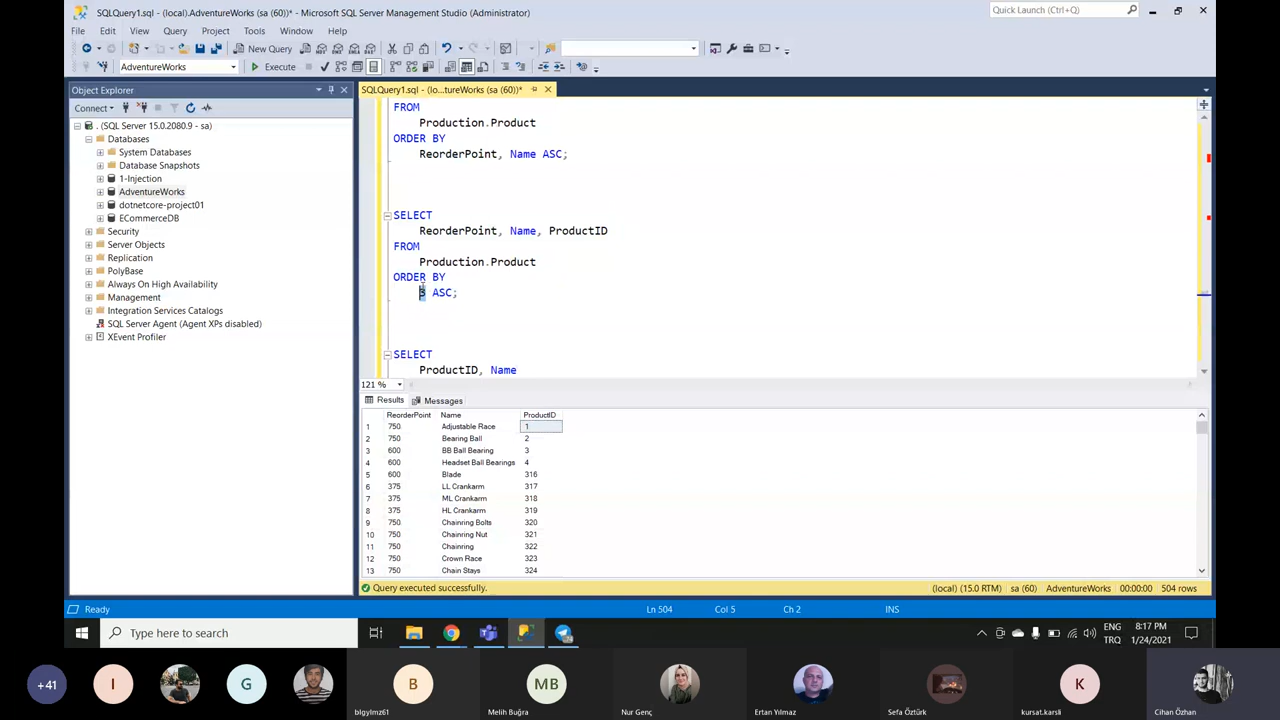 SQLQuery1.sql - (local).AdventureWorks (sa (60))* - Microsoft SQL Server Management Studio (Administrator)
Quick Launch (Ctrl+Q)
File Edit View Query Project Tools Window Help
New Query
AdventureWorks
Execute
Object Explorer
SQLQuery1.sql - (lo...tureWorks (sa (60))*
Connect
. (SQL Server 15.0.2080.9 - sa)
Databases
System Databases
Database Snapshots
1-Injection
AdventureWorks
dotnetcore-project01
ECommerceDB
Security
Server Objects
Replication
PolyBase
Always On High Availability
Management
Integration Services Catalogs
SQL Server Agent (Agent XPs disabled)
XEvent Profiler
FROM
Production.Product
ORDER BY
ReorderPoint, Name ASC;
SELECT
ReorderPoint, Name, ProductID
FROM
Production.Product
ORDER BY
3 ASC;
SELECT
ProductID, Name
121 %
Results Messages
ReorderPoint Name ProductID
1 750 Adjustable Race 1
2 750 Bearing Ball 2
3 600 BB Ball Bearing 3
4 600 Headset Ball Bearings 4
5 600 Blade 316
6 375 LL Crankarm 317
7 375 ML Crankarm 318
8 375 HL Crankarm 319
9 750 Chainring Bolts 320
10 750 Chainring Nut 321
11 750 Chainring 322
12 750 Crown Race 323
13 750 Chain Stays 324
Query executed successfully. (local) (15.0 RTM) sa (60) AdventureWorks 00:00:00 504 rows
Ready Ln 504 Col 5 Ch 2 INS
Type here to search
ENG 8:17 PM
TRQ 1/24/2021
+41 I G B MB K
blgylmz61 Melih Buğra Nur Genç Ertan Yılmaz Sefa Öztürk kursat.karsli Cihan Özhan